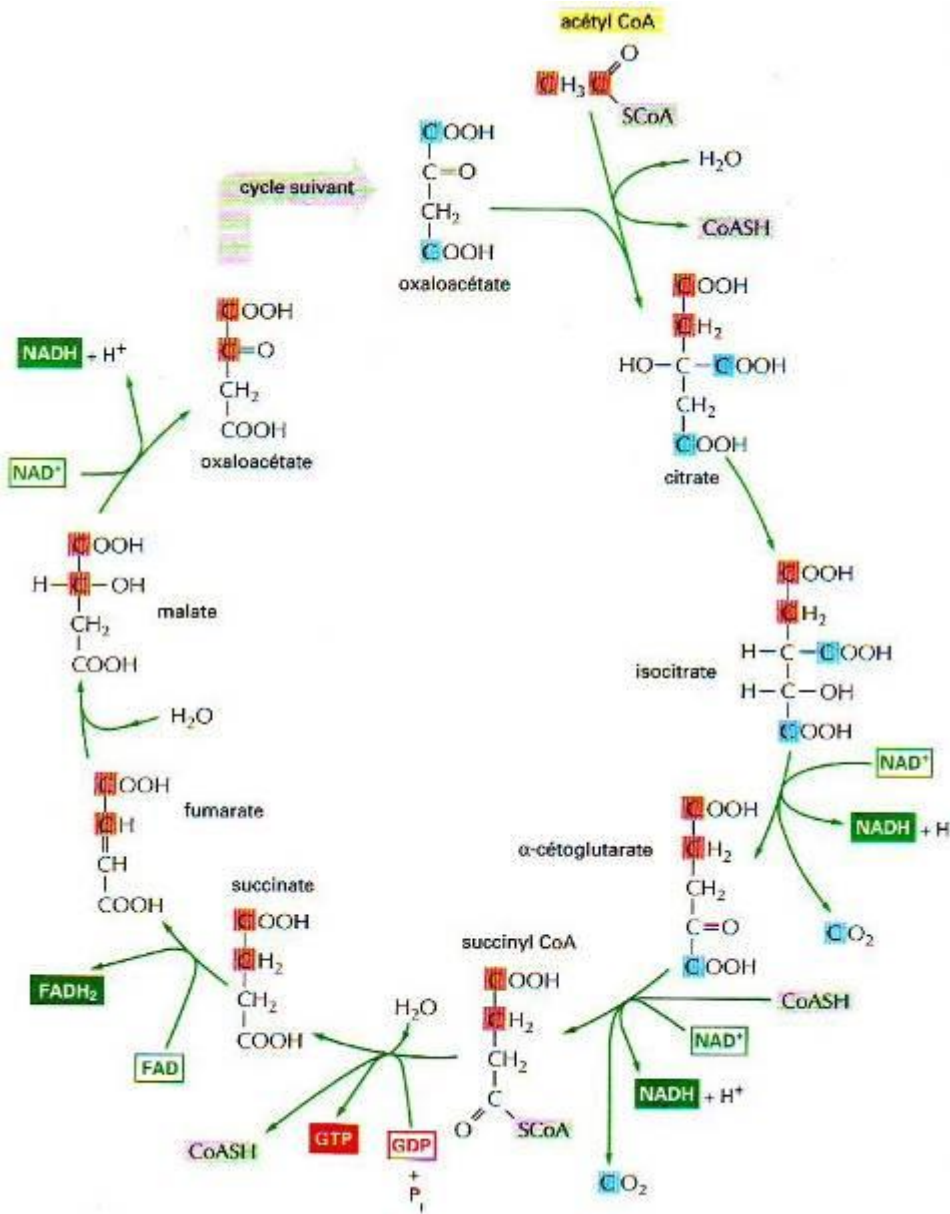 acétyl CoA
O
CH₃ C
SCoA
H₂O
CoASH
cycle suivant
COOH
C=O
CH₂
COOH
oxaloacétate
COOH
CH₂
HO-C-COOH
CH₂
COOH
citrate
COOH
CH₂
H-C-COOH
H-C-OH
COOH
isocitrate
NAD⁺
NADH + H
CO₂
COOH
CH₂
CH₂
C=O
COOH
α-cétoglutarate
CoASH
NAD⁺
NADH + H⁺
CO₂
succinyl CoA
COOH
CH₂
CH₂
C
O
SCoA
H₂O
GDP
+
Pᵢ
GTP
CoASH
succinate
COOH
CH₂
CH₂
COOH
FAD
FADH₂
COOH
CH
CH
COOH
fumarate
H₂O
COOH
H-C-OH
CH₂
COOH
malate
NAD⁺
NADH + H⁺
COOH
C=O
CH₂
COOH
oxaloacétate